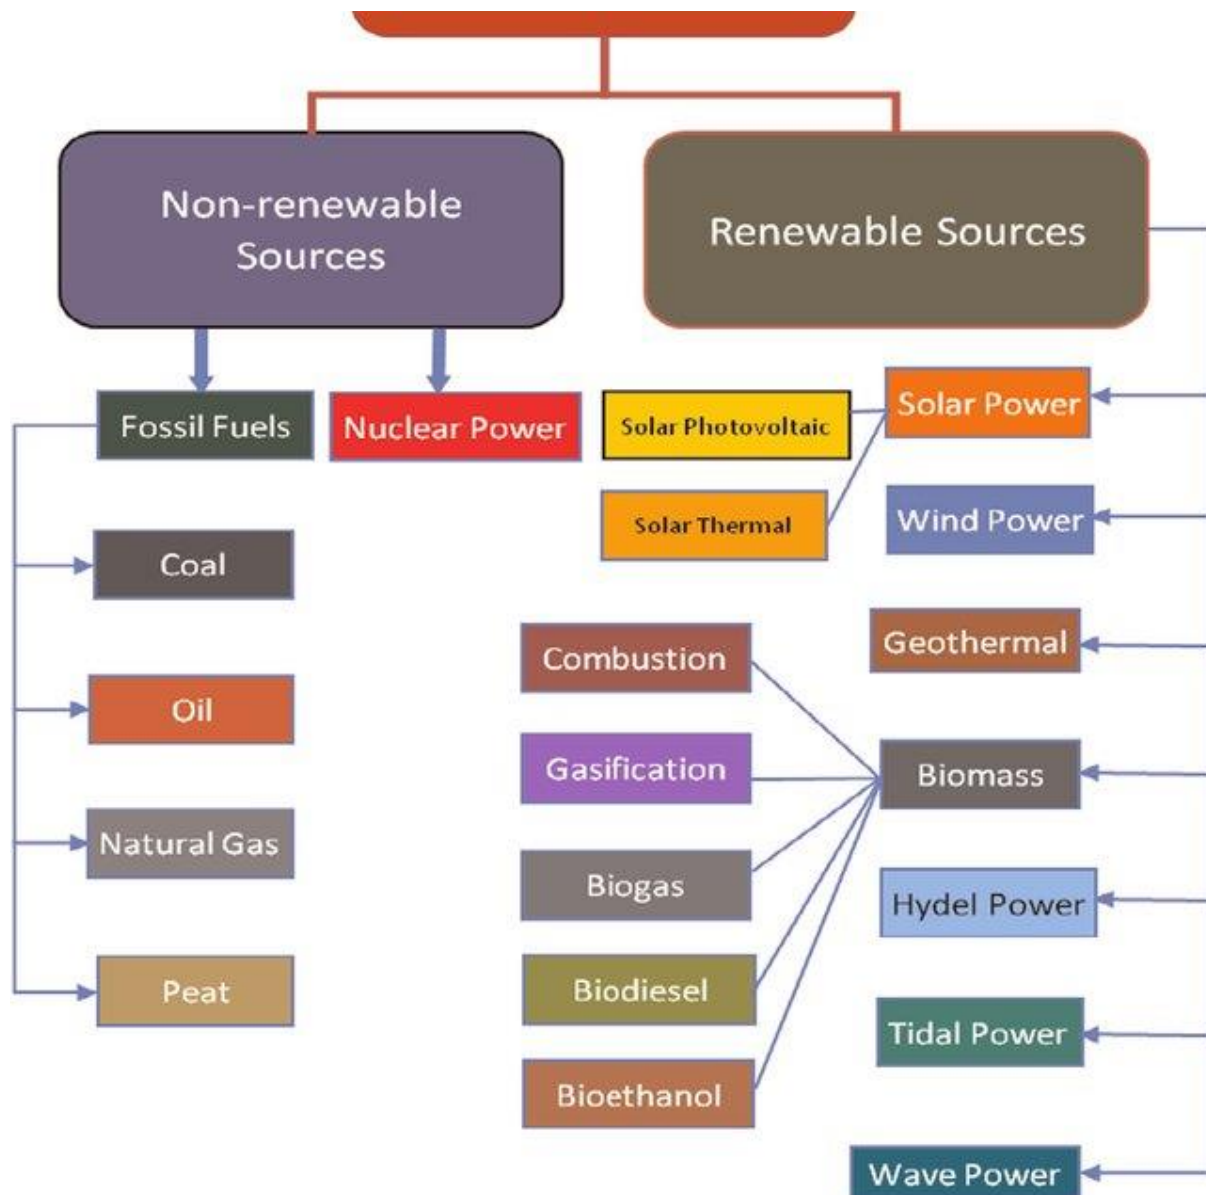 Non-renewable
Sources
Renewable Sources
Fossil Fuels
Nuclear Power
Coal
Oil
Natural Gas
Peat
Solar Power
Solar Photovoltaic
Solar Thermal
Wind Power
Geothermal
Biomass
Combustion
Gasification
Biogas
Biodiesel
Bioethanol
Hydel Power
Tidal Power
Wave Power